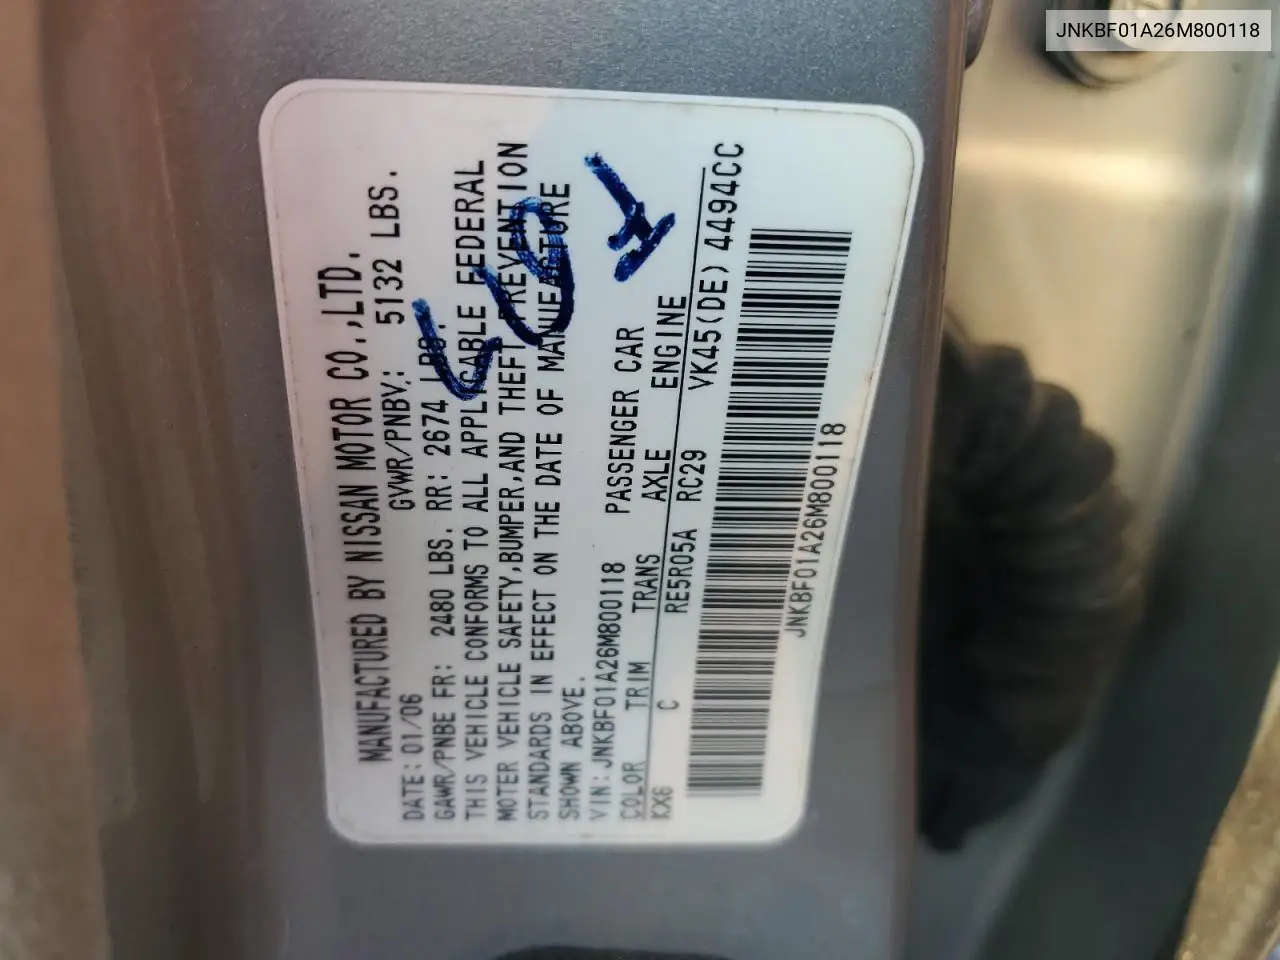 JNKBF01A26M800118
MANUFACTURED BY NISSAN MOTOR CO.,LTD.
DATE: 01/06 GVWR/PNBV: 5132 LBS.
GAWR/PNBE FR: 2480 LBS. RR: 2674 LBS.
THIS VEHICLE CONFORMS TO ALL APPLICABLE FEDERAL
MOTER VEHICLE SAFETY,BUMPER,AND THEFT PREVENTION
STANDARDS IN EFFECT ON THE DATE OF MANUFACTURE
SHOWN ABOVE.
VIN: JNKBF01A26M800118 PASSENGER CAR
COLOR TRIM TRANS AXLE ENGINE
KX6 C RE5R05A RC29 VK45(DE) 4494CC
JNKBF01A26M800118